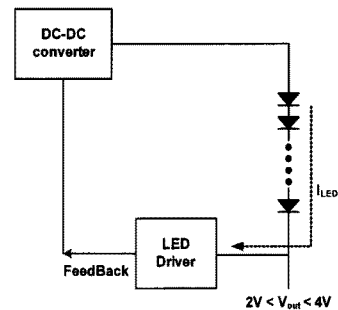 DC-DC
converter
I_LED
LED
Driver
FeedBack
2V < V_out < 4V